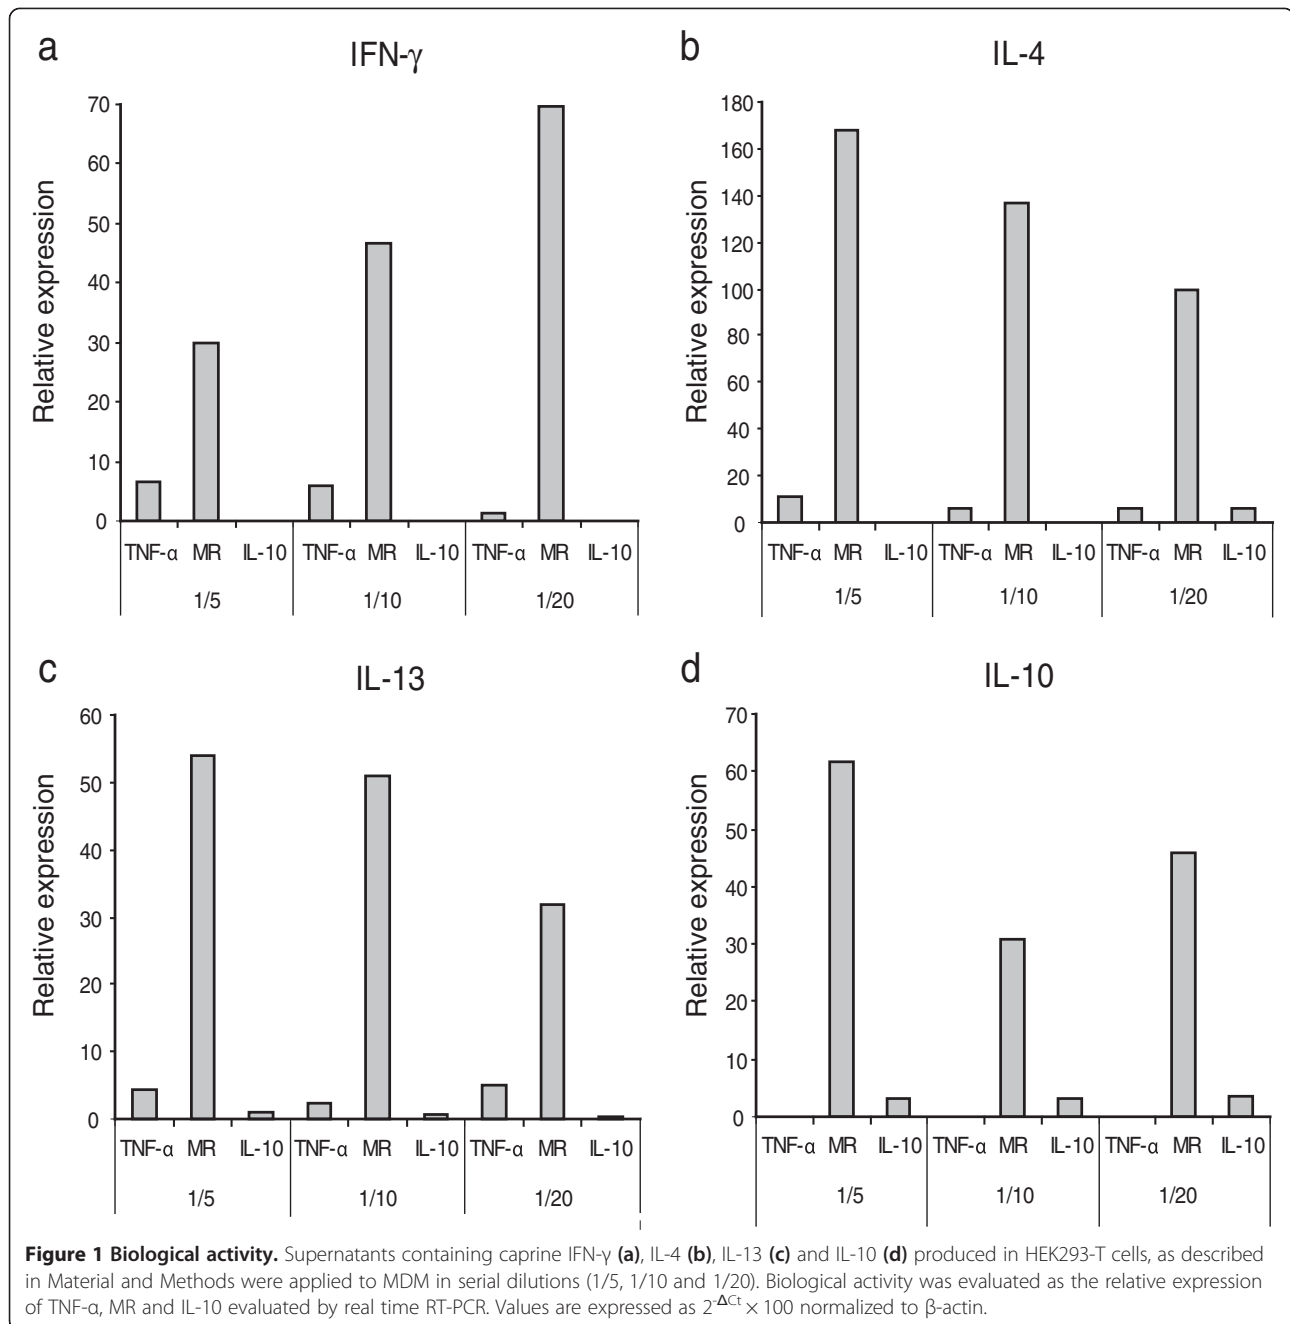 a
IFN-γ
Relative expression
70
60
50
40
30
20
10
0
TNF-α MR IL-10 TNF-α MR IL-10 TNF-α MR IL-10
1/5 1/10 1/20
b
IL-4
Relative expression
180
160
140
120
100
80
60
40
20
0
TNF-α MR IL-10 TNF-α MR IL-10 TNF-α MR IL-10
1/5 1/10 1/20
c
IL-13
Relative expression
60
50
40
30
20
10
0
TNF-α MR IL-10 TNF-α MR IL-10 TNF-α MR IL-10
1/5 1/10 1/20
d
IL-10
Relative expression
70
60
50
40
30
20
10
0
TNF-α MR IL-10 TNF-α MR IL-10 TNF-α MR IL-10
1/5 1/10 1/20
Figure 1 Biological activity. Supernatants containing caprine IFN-γ (a), IL-4 (b), IL-13 (c) and IL-10 (d) produced in HEK293-T cells, as described
in Material and Methods were applied to MDM in serial dilutions (1/5, 1/10 and 1/20). Biological activity was evaluated as the relative expression
of TNF-α, MR and IL-10 evaluated by real time RT-PCR. Values are expressed as 2^-ΔCt × 100 normalized to β-actin.